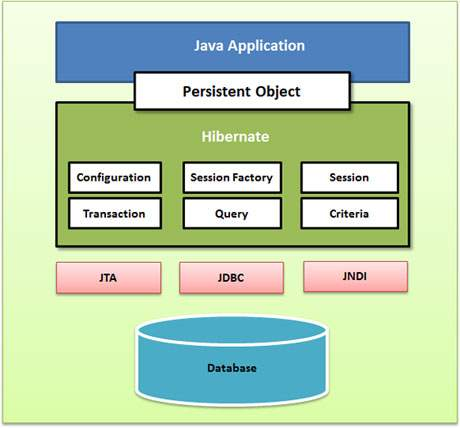 Java Application
Persistent Object
Hibernate
Configuration
Session Factory
Session
Transaction
Query
Criteria
JTA
JDBC
JNDI
Database